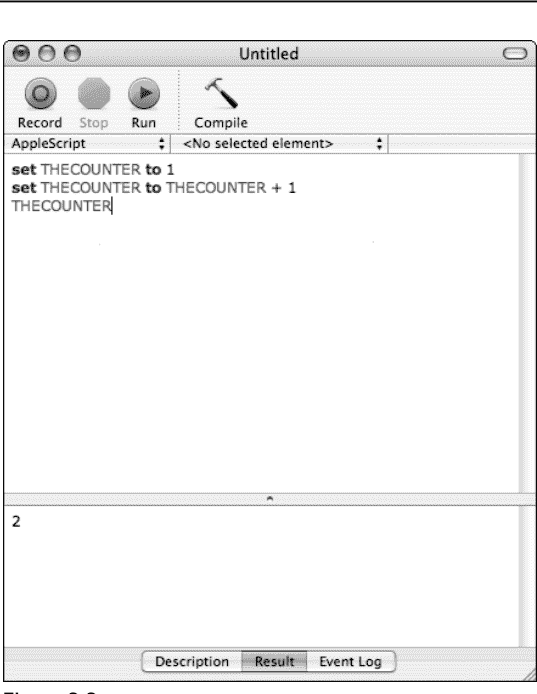 Untitled
Record Stop Run Compile
AppleScript <No selected element>
set THECOUNTER to 1
set THECOUNTER to THECOUNTER + 1
THECOUNTER
2
Description Result Event Log